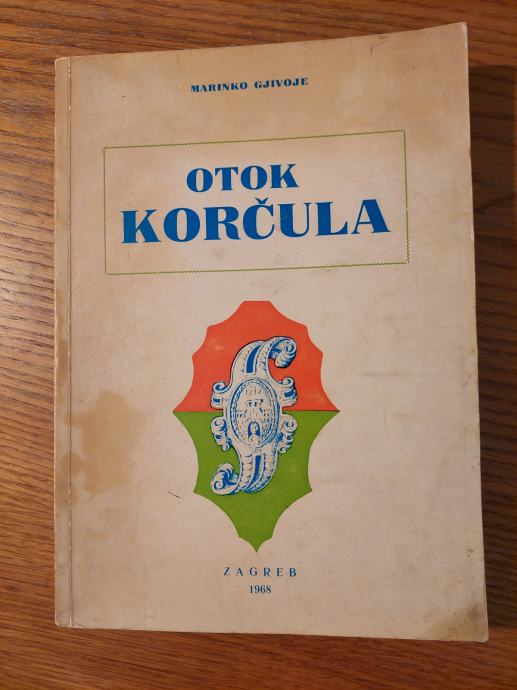 MARINKO GJIVOJE
OTOK
KORČULA
ZAGREB
1968